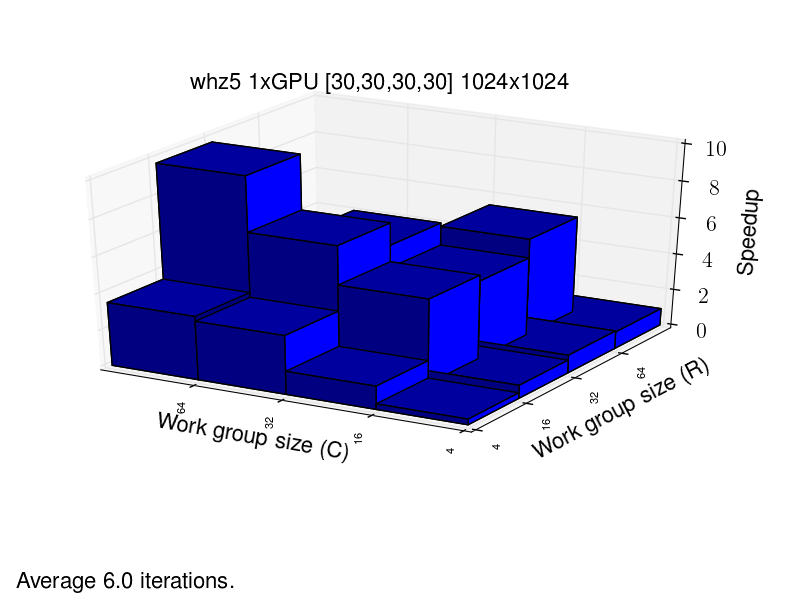 whz5 1xGPU [30,30,30,30] 1024x1024
10
8
6
4
2
0
Speedup
64
32
16
4
Work group size (C)
4
16
32
64
Work group size (R)
Average 6.0 iterations.